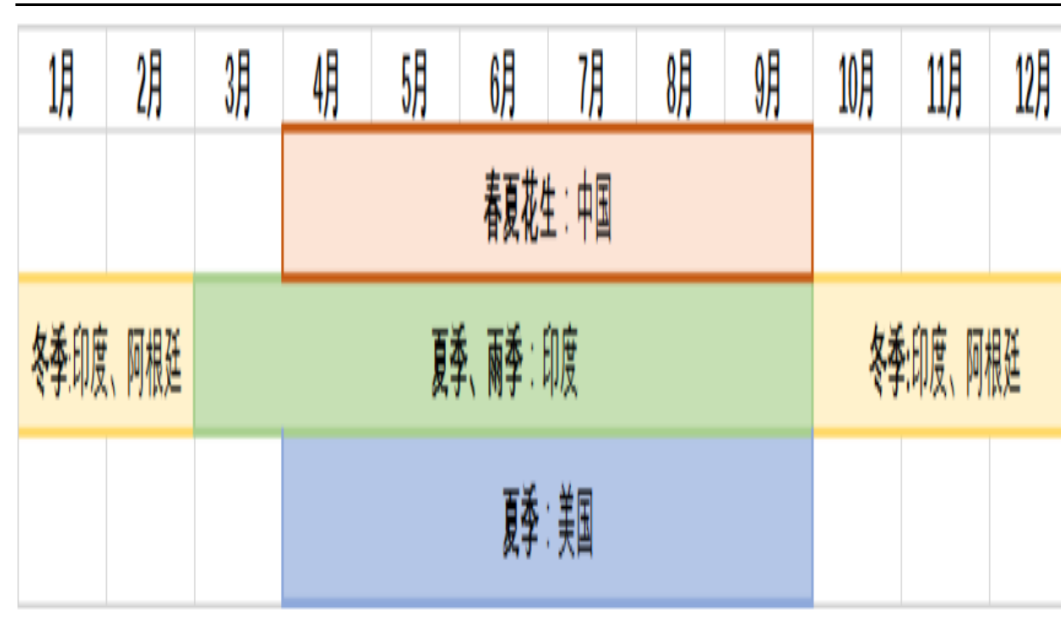 1月 2月 3月 4月 5月 6月 7月 8月 9月 10月 11月 12月
春夏花生：中国
冬季:印度、阿根廷 夏季、雨季：印度 冬季:印度、阿根廷
夏季：美国